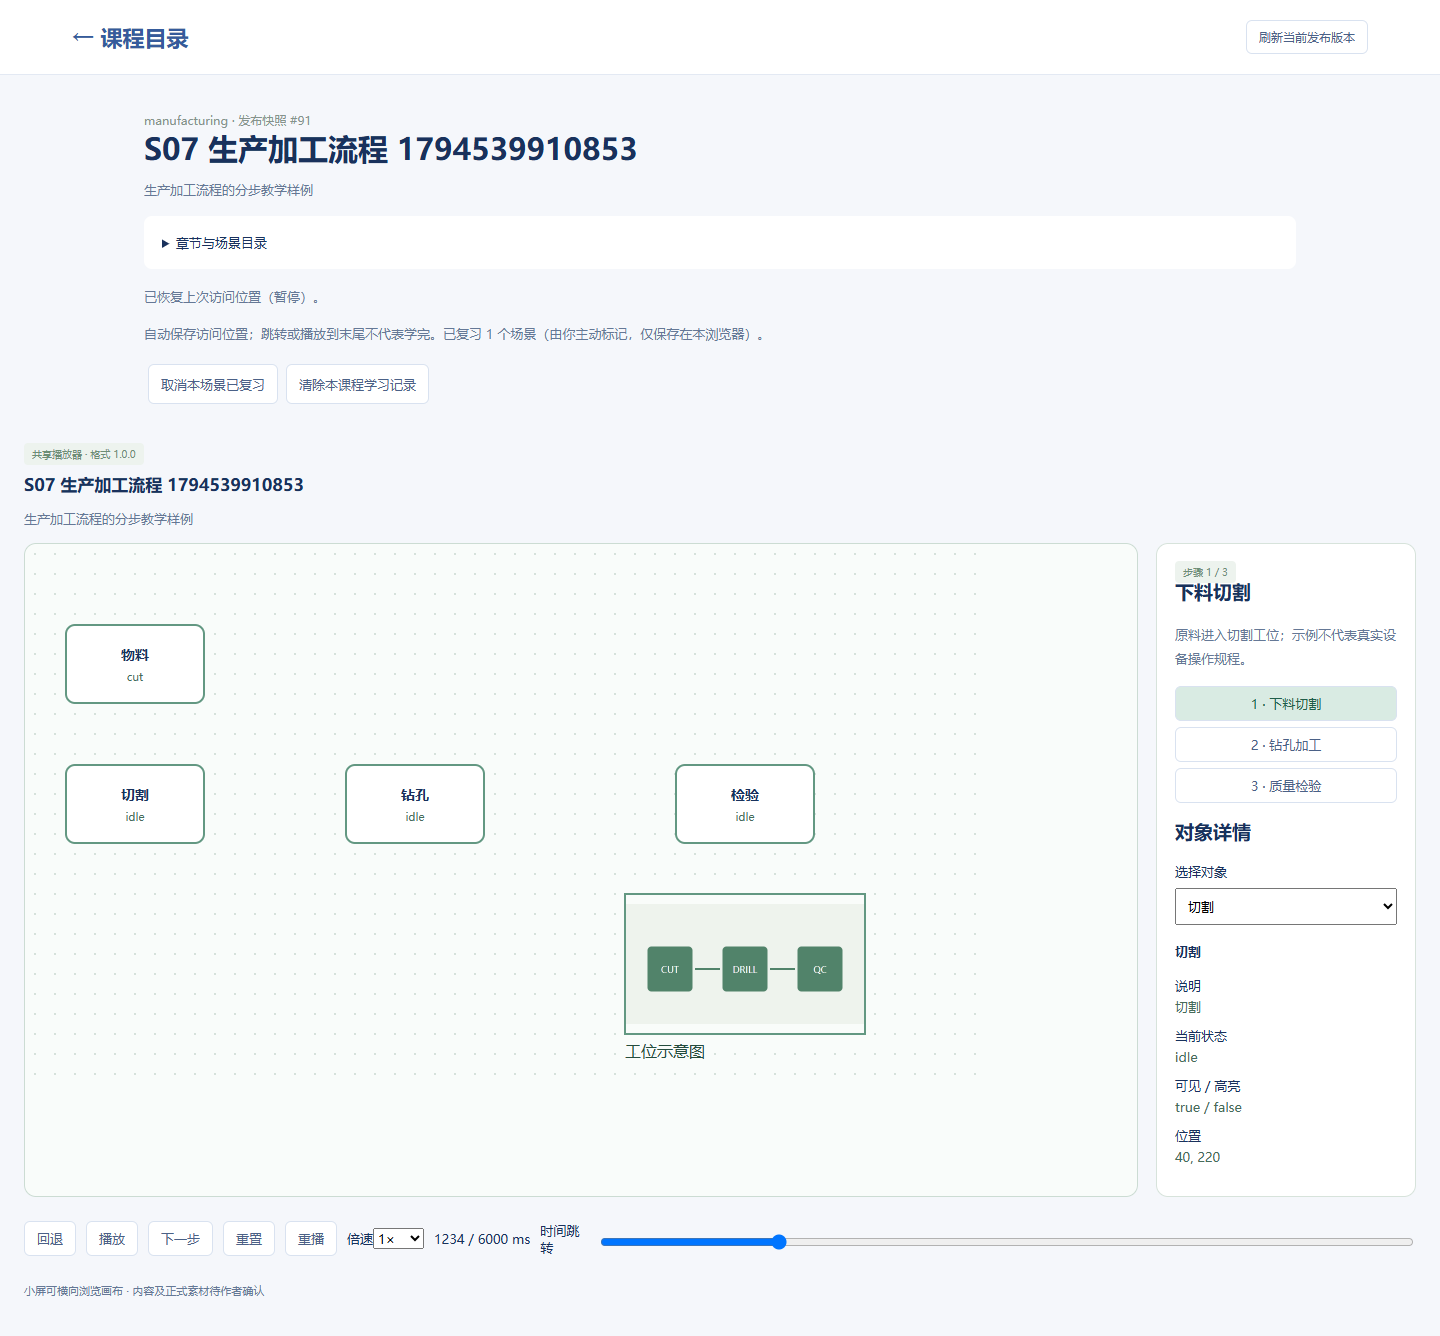 ← 课程目录
刷新当前发布版本
manufacturing · 发布快照 #91
S07 生产加工流程 1794539910853
生产加工流程的分步教学样例
▶ 章节与场景目录
已恢复上次访问位置（暂停）。
自动保存访问位置；跳转或播放到末尾不代表学完。已复习 1 个场景（由你主动标记，仅保存在本浏览器）。
取消本场景已复习
清除本课程学习记录
共享播放器 · 格式 1.0.0
S07 生产加工流程 1794539910853
生产加工流程的分步教学样例
物料
cut
切割
idle
钻孔
idle
检验
idle
CUT
DRILL
QC
工位示意图
步骤 1 / 3
下料切割
原料进入切割工位；示例不代表真实设
备操作规程。
1 · 下料切割
2 · 钻孔加工
3 · 质量检验
对象详情
选择对象
切割
切割
说明
切割
当前状态
idle
可见 / 高亮
true / false
位置
40, 220
回退
播放
下一步
重置
重播
倍速 1×
1234 / 6000 ms
时间跳
转
小屏可横向浏览画布 · 内容及正式素材待作者确认